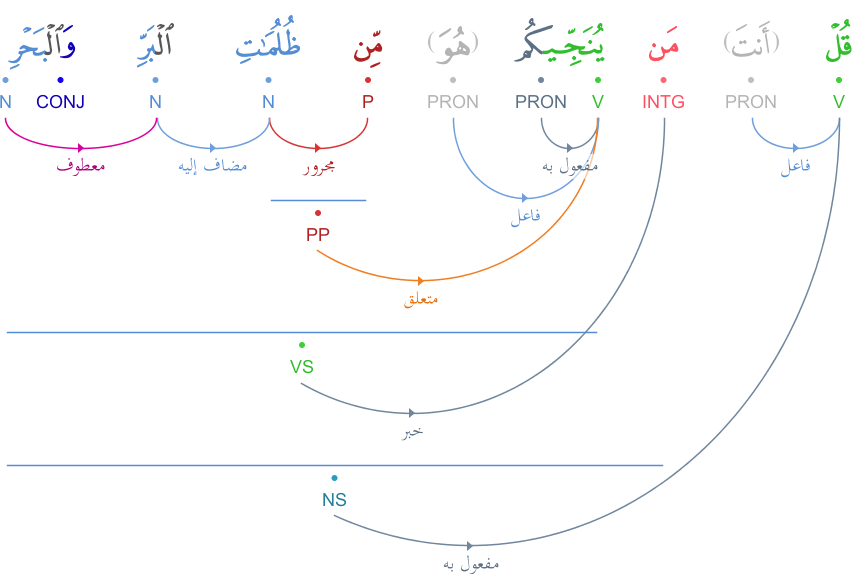 قُلْ (أَنتَ) مَن يُنَجِّيكُم (هُوَ) مِّن ظُلُمَٰتِ ٱلْبَرِّ وَٱلْبَحْرِ
V PRON INTG V PRON PRON P N N CONJ N
فاعل مفعول به مجرور مضاف إليه معطوف
فاعل
PP
متعلق
VS
خبر
NS
مفعول به